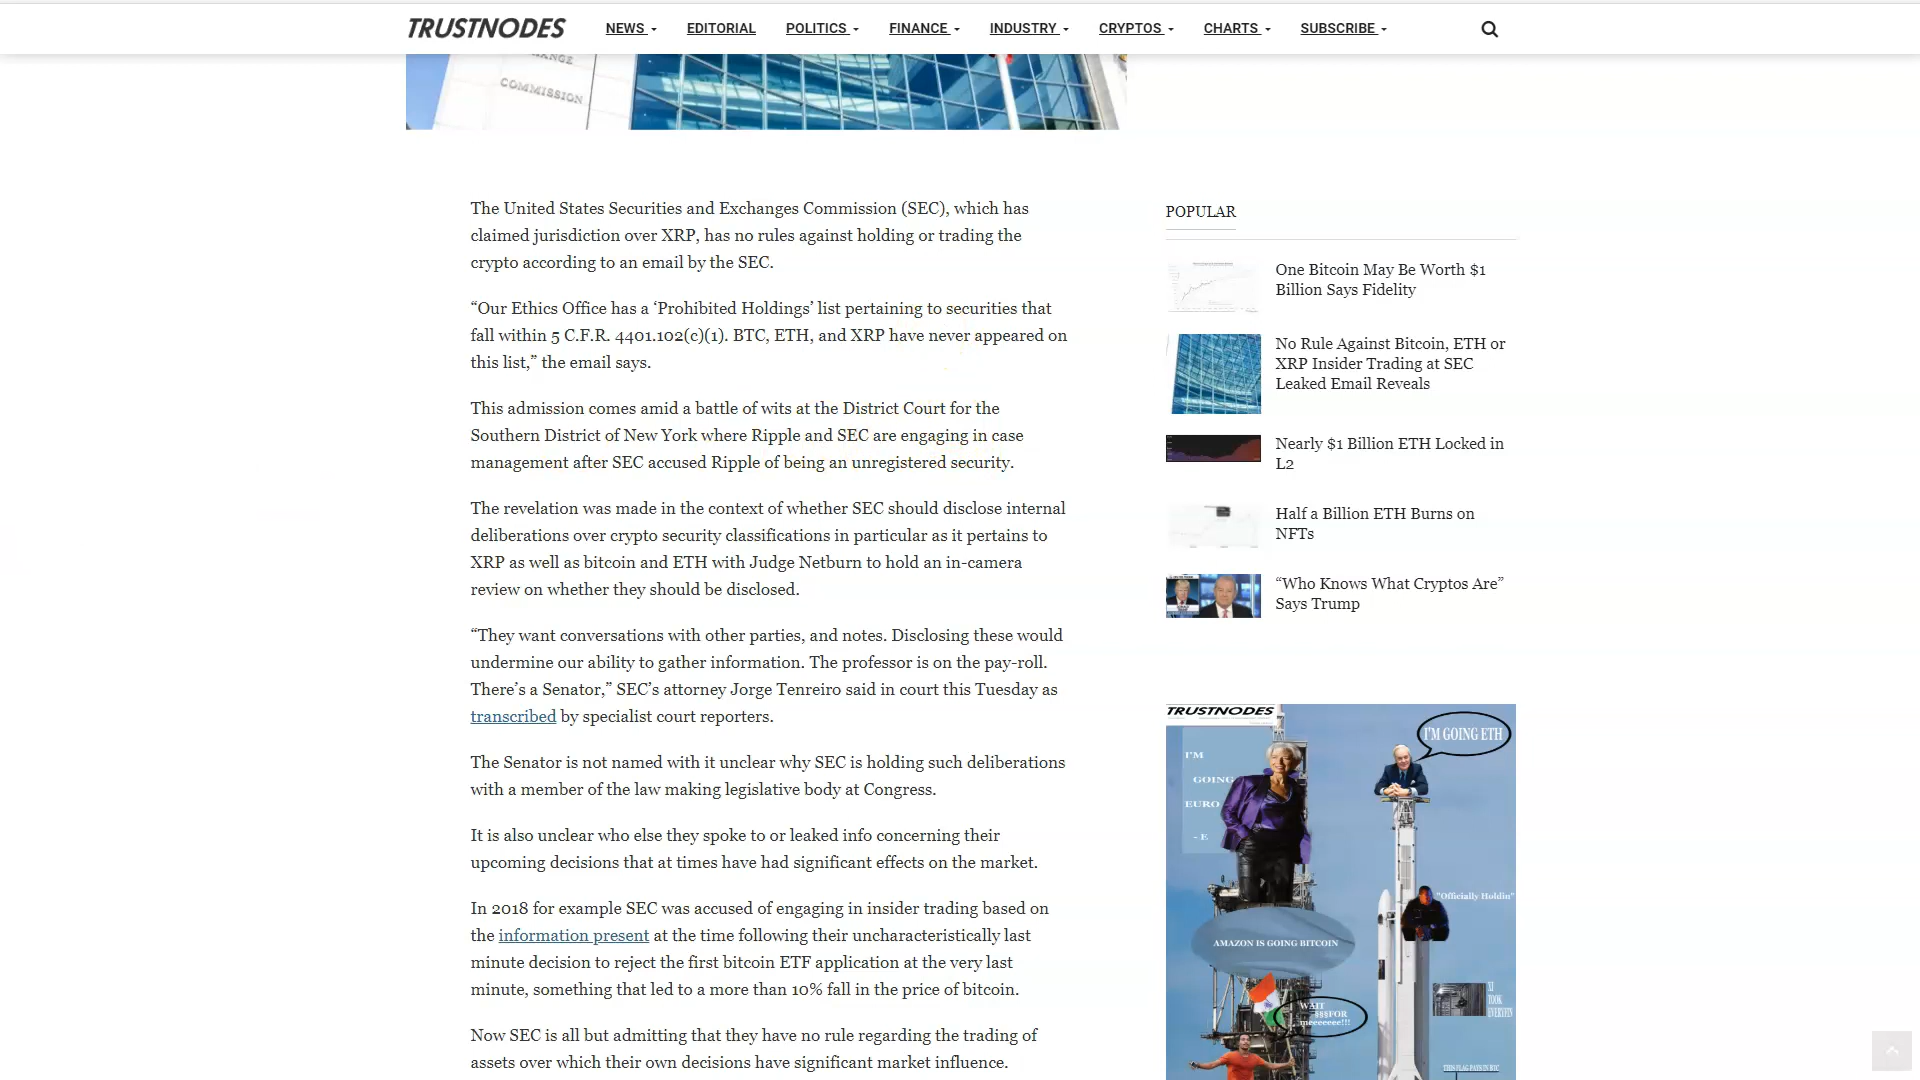 TRUSTNODES
NEWS
EDITORIAL
POLITICS
FINANCE
INDUSTRY
CRYPTOS
CHARTS
SUBSCRIBE
COMMISSION
The United States Securities and Exchanges Commission (SEC), which has
claimed jurisdiction over XRP, has no rules against holding or trading the
crypto according to an email by the SEC.
“Our Ethics Office has a ‘Prohibited Holdings’ list pertaining to securities that
fall within 5 C.F.R. 4401.102(c)(1). BTC, ETH, and XRP have never appeared on
this list,” the email says.
This admission comes amid a battle of wits at the District Court for the
Southern District of New York where Ripple and SEC are engaging in case
management after SEC accused Ripple of being an unregistered security.
The revelation was made in the context of whether SEC should disclose internal
deliberations over crypto security classifications in particular as it pertains to
XRP as well as bitcoin and ETH with Judge Netburn to hold an in-camera
review on whether they should be disclosed.
“They want conversations with other parties, and notes. Disclosing these would
undermine our ability to gather information. The professor is on the pay-roll.
There’s a Senator,” SEC’s attorney Jorge Tenreiro said in court this Tuesday as
transcribed by specialist court reporters.
The Senator is not named with it unclear why SEC is holding such deliberations
with a member of the law making legislative body at Congress.
It is also unclear who else they spoke to or leaked info concerning their
upcoming decisions that at times have had significant effects on the market.
In 2018 for example SEC was accused of engaging in insider trading based on
the information present at the time following their uncharacteristically last
minute decision to reject the first bitcoin ETF application at the very last
minute, something that led to a more than 10% fall in the price of bitcoin.
Now SEC is all but admitting that they have no rule regarding the trading of
assets over which their own decisions have significant market influence.
POPULAR
One Bitcoin May Be Worth $1
Billion Says Fidelity
No Rule Against Bitcoin, ETH or
XRP Insider Trading at SEC
Leaked Email Reveals
Nearly $1 Billion ETH Locked in
L2
Half a Billion ETH Burns on
NFTs
“Who Knows What Cryptos Are”
Says Trump
TRUSTNODES
I'M GOING ETH
I'M
GOING
EURO
- E
"Officially Holdin"
AMAZON IS GOING BITCOIN
WAIT
$$$FOR
meeeeeee!!!
XI
TOOK
THIS FLAG PAYS IN BTC